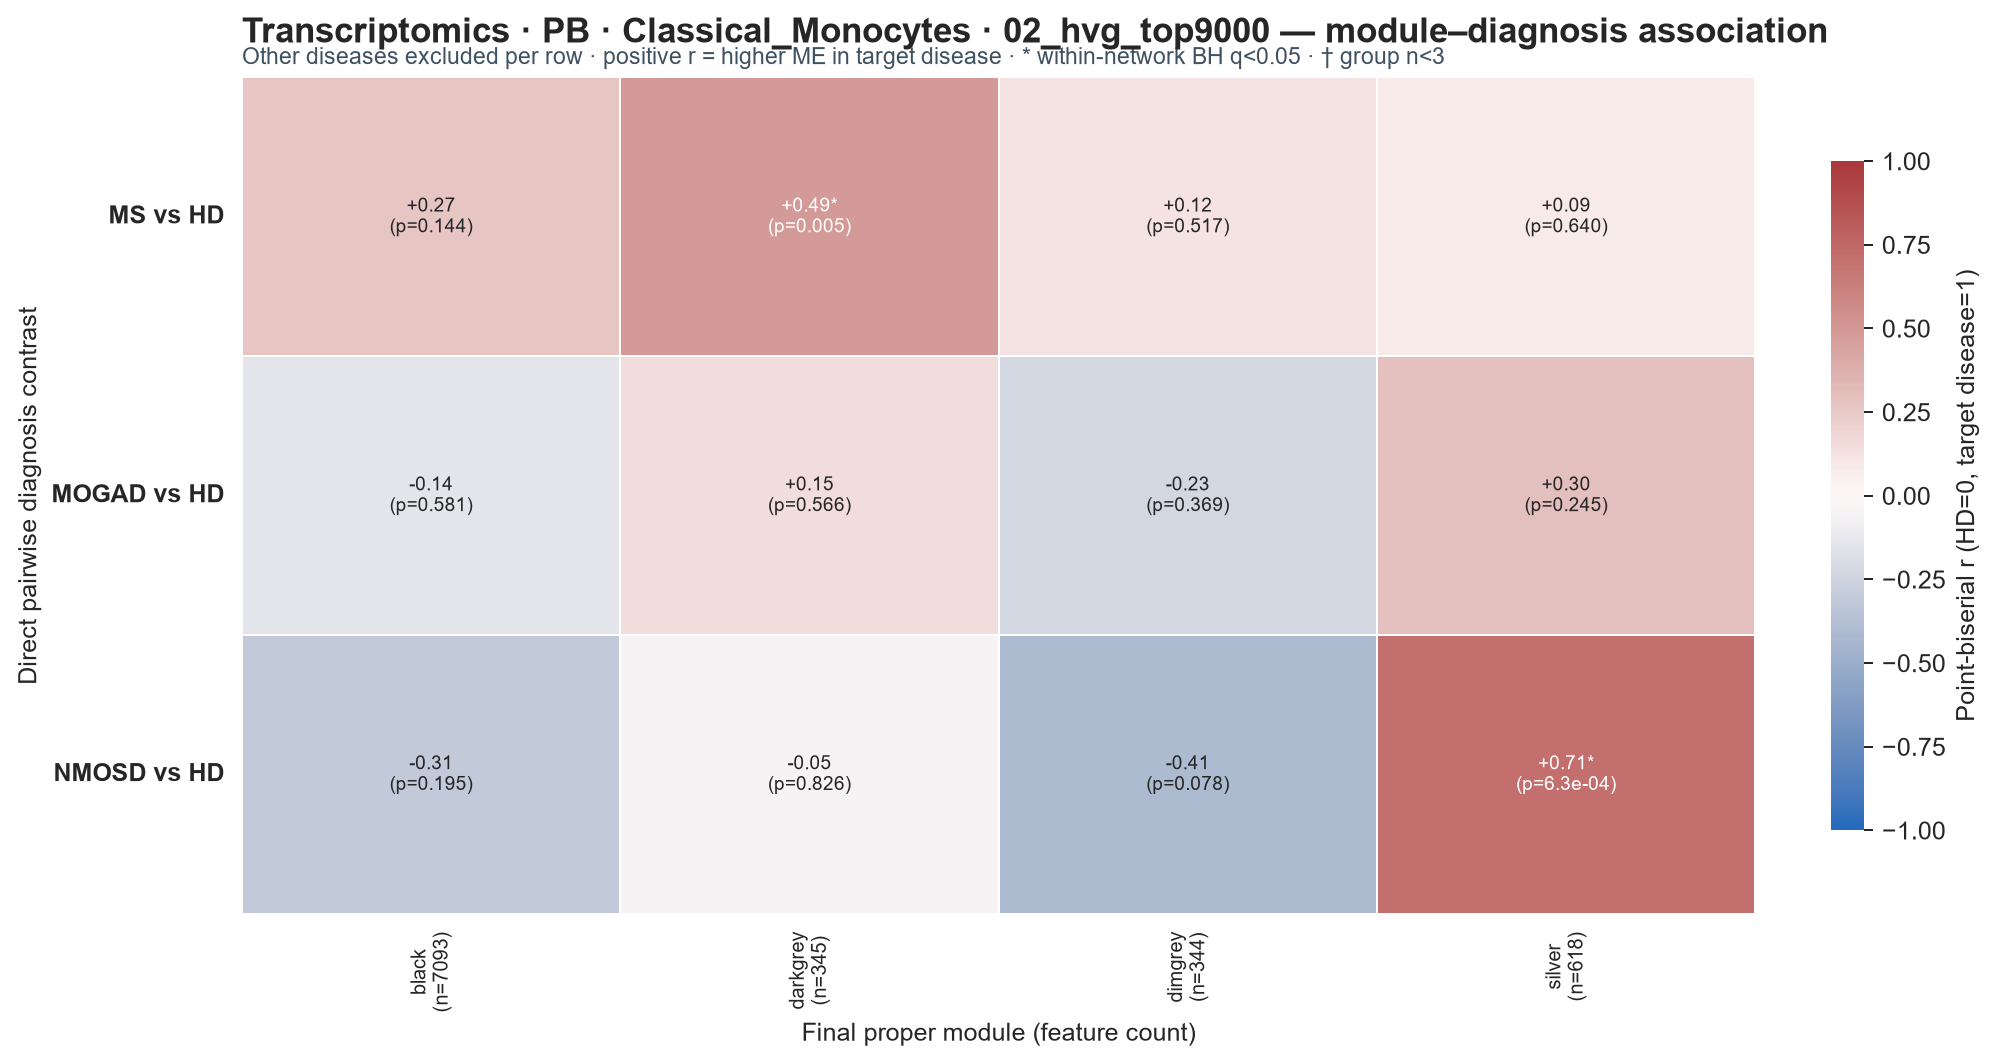 Transcriptomics · PB · Classical_Monocytes · 02_hvg_top9000 — module–diagnosis association
Other diseases excluded per row · positive r = higher ME in target disease · * within-network BH q<0.05 · † group n<3
Direct pairwise diagnosis contrast
MS vs HD
+0.27
(p=0.144)
+0.49*
(p=0.005)
+0.12
(p=0.517)
+0.09
(p=0.640)
MOGAD vs HD
-0.14
(p=0.581)
+0.15
(p=0.566)
-0.23
(p=0.369)
+0.30
(p=0.245)
NMOSD vs HD
-0.31
(p=0.195)
-0.05
(p=0.826)
-0.41
(p=0.078)
+0.71*
(p=6.3e-04)
black
(n=7093)
darkgrey
(n=345)
dimgrey
(n=344)
silver
(n=618)
Final proper module (feature count)
1.00
0.75
0.50
0.25
0.00
−0.25
−0.50
−0.75
−1.00
Point-biserial r (HD=0, target disease=1)